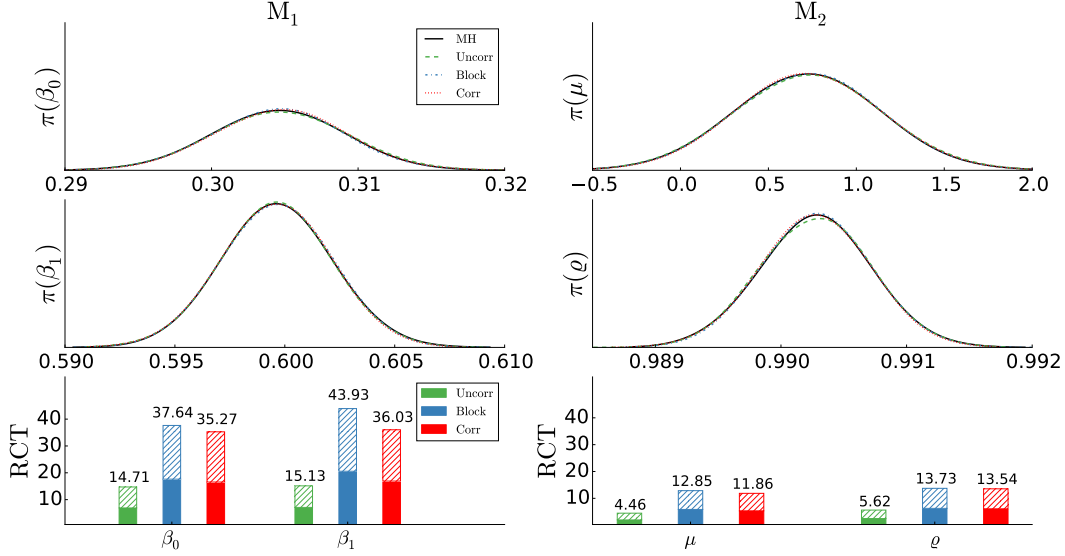 M₁
M₂
MH
Uncorr
Block
Corr
π(β₀)
0.29 0.30 0.31 0.32
π(μ)
−0.5 0.0 0.5 1.0 1.5 2.0
π(β₁)
0.590 0.595 0.600 0.605 0.610
π(ϱ)
0.989 0.990 0.991 0.992
RCT
40
30
20
10
14.71 37.64 35.27 15.13 43.93 36.03
Uncorr
Block
Corr
β₀ β₁
RCT
40
30
20
10
4.46 12.85 11.86 5.62 13.73 13.54
μ ϱ